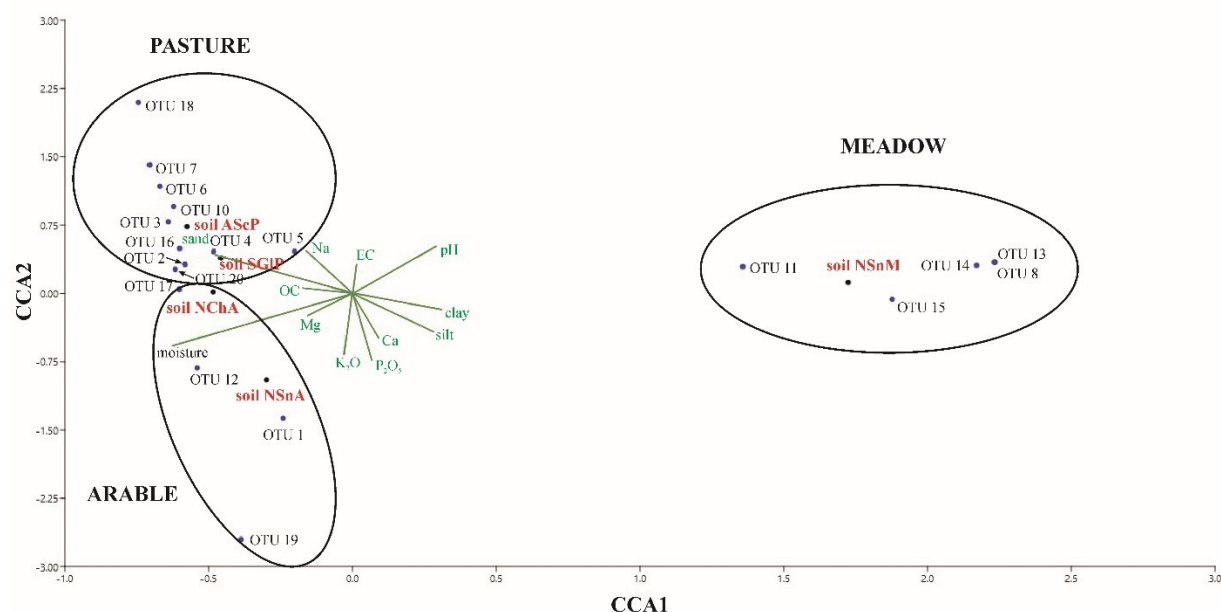 3.00
PASTURE
2.25
OTU 18
1.50
MEADOW
OTU 7
OTU 6
OTU 10
0.75
OTU 3
soil AScP
OTU 16
sand
OTU 4
OTU 5
Na
EC
pH
OTU 13
OTU 2
soil SGlP
OTU 11
soil NSnM
OTU 14
OTU 8
OTU 20
CCA2
0.00
OTU 17
OC
soil NChA
clay
OTU 15
Mg
silt
Ca
moisture
K₂O
P₂O₅
-0.75
OTU 12
soil NSnA
OTU 1
-1.50
ARABLE
-2.25
OTU 19
-3.00
-1.0 -0.5 0.0 0.5 1.0 1.5 2.0 2.5 3.0
CCA1